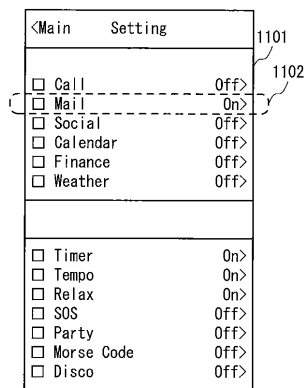 <Main Setting
1101
1102
□ Call Off>
□ Mail On>
□ Social Off>
□ Calendar Off>
□ Finance Off>
□ Weather Off>
□ Timer On>
□ Tempo On>
□ Relax On>
□ SOS Off>
□ Party Off>
□ Morse Code Off>
□ Disco Off>